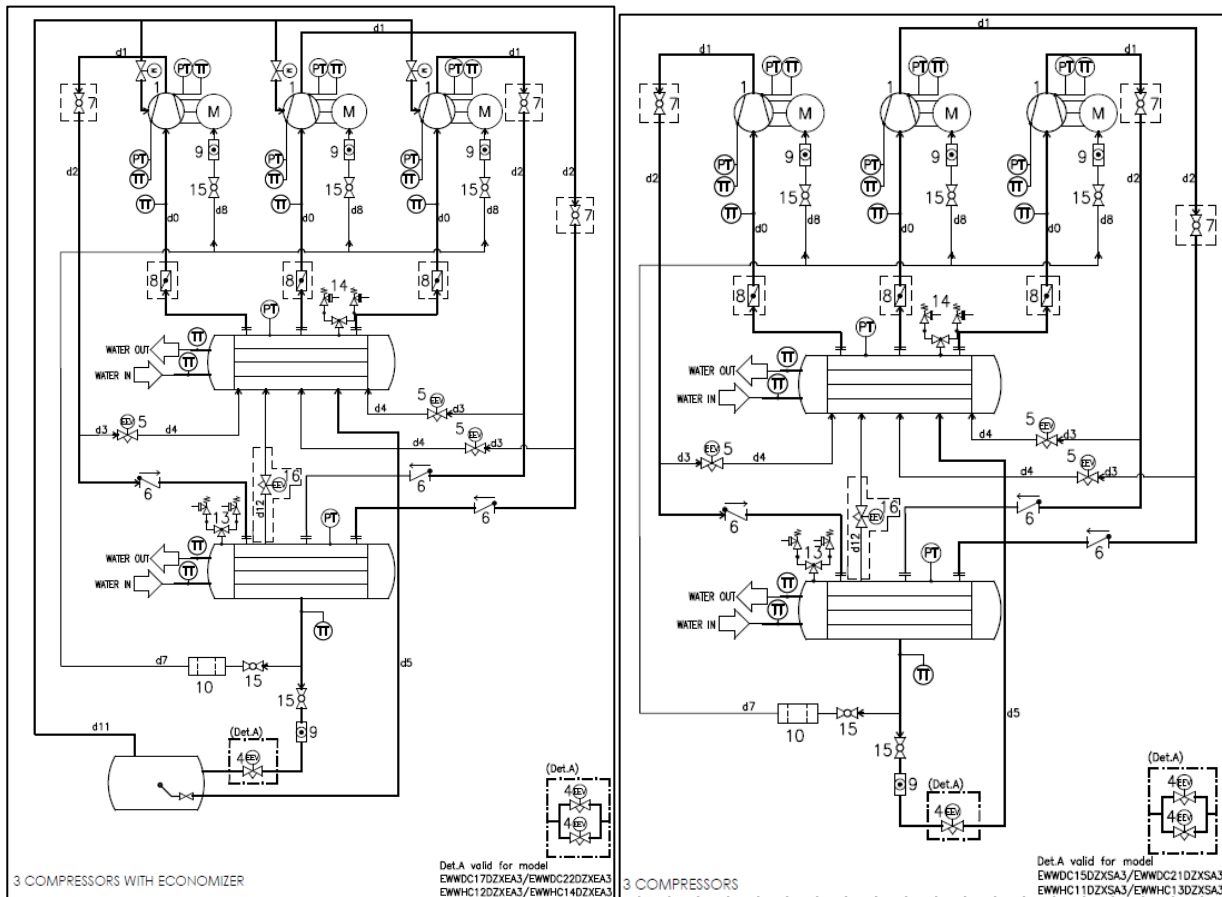 d1
d1
d1
PT TT
PT TT
PT TT
1
1
1
7
7
M
M
M
PT
TT
PT
TT
PT
TT
9
9
9
d2
d2
d2
15
15
15
TT
TT
TT
7
d0
d8
d0
d8
d0
d8
8
8
8
14
PT
WATER OUT
TT
WATER IN
TT
5
EEV
d4
d3
5
EEV
d3
EEV
5
d4
d4
d3
6
16
EEV
6
d12
6
13
PT
WATER OUT
TT
WATER IN
TT
TT
d7
10
15
d5
15
9
d11
(Det.A)
4
EEV
(Det.A)
4
EEV
4
EEV
3 COMPRESSORS WITH ECONOMIZER
Det.A valid for model
EWWDC17DZXEA3/EWWDC22DZXEA3
EWWHC12DZXEA3/EWWHC14DZXEA3
d1
d1
d1
PT TT
PT TT
PT TT
1
1
1
7
7
M
M
M
PT
TT
PT
TT
PT
TT
9
9
9
d2
d2
d2
15
15
15
TT
TT
TT
7
d0
d8
d0
d8
d0
d8
8
8
8
14
PT
WATER OUT
TT
WATER IN
TT
5
EEV
d4
d3
5
EEV
d3
EEV
5
d4
d4
d3
6
16
EEV
6
d12
6
13
PT
WATER OUT
TT
WATER IN
TT
TT
d7
10
15
d5
15
9
(Det.A)
4
EEV
(Det.A)
4
EEV
4
EEV
3 COMPRESSORS
Det.A valid for model
EWWDC15DZXSA3/EWWDC21DZXSA3
EWWHC11DZXSA3/EWWHC13DZXSA3